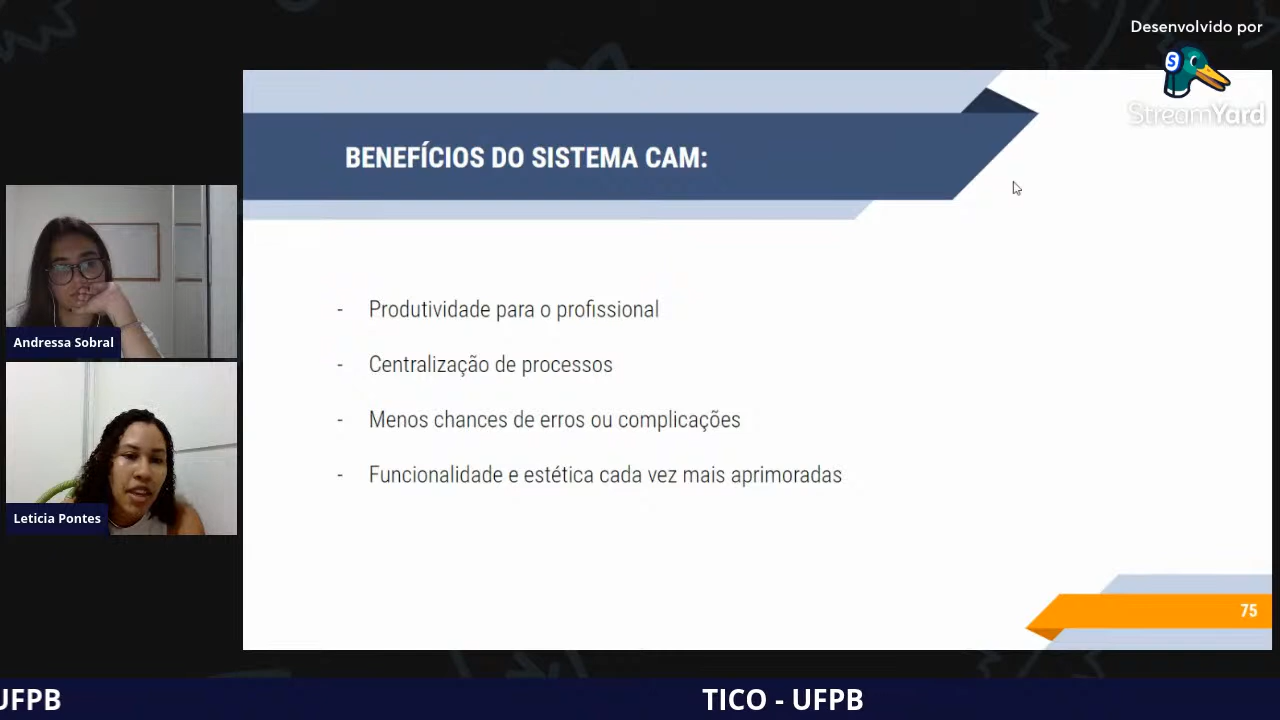 Desenvolvido por
S
StreamYard
BENEFÍCIOS DO SISTEMA CAM:
- Produtividade para o profissional
- Centralização de processos
- Menos chances de erros ou complicações
- Funcionalidade e estética cada vez mais aprimoradas
Andressa Sobral
Leticia Pontes
75
UFPB
TICO - UFPB